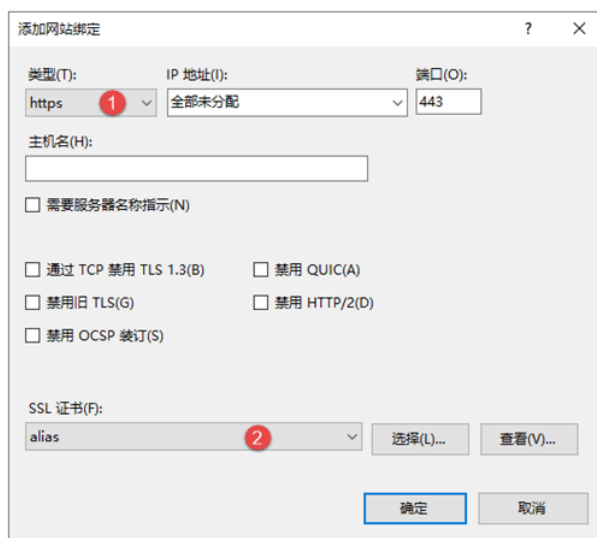 添加网站绑定 ? ×
类型(T): IP 地址(I): 端口(O):
https 1 全部未分配 443
主机名(H):
需要服务器名称指示(N)
通过 TCP 禁用 TLS 1.3(B) 禁用 QUIC(A)
禁用旧 TLS(G) 禁用 HTTP/2(D)
禁用 OCSP 装订(S)
SSL 证书(F):
alias 2 选择(L)... 查看(V)...
确定 取消